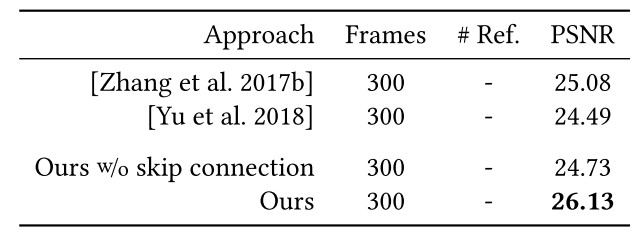 Approach Frames # Ref. PSNR
[Zhang et al. 2017b] 300 - 25.08
[Yu et al. 2018] 300 - 24.49
Ours w/o skip connection 300 - 24.73
Ours 300 - 26.13